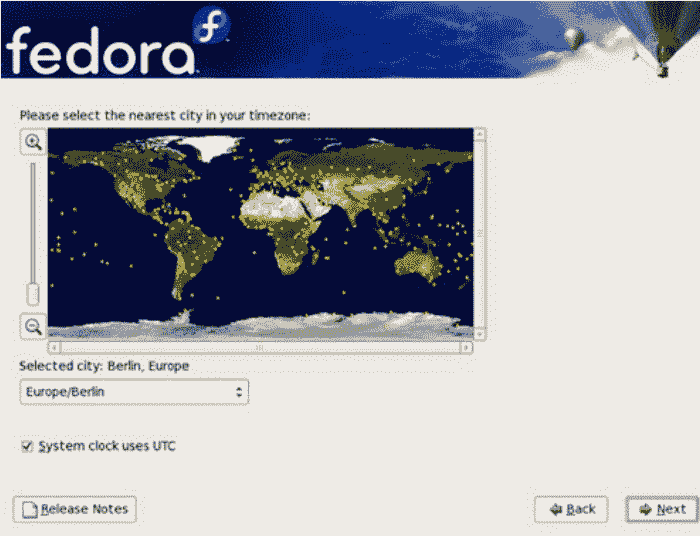 fedora
Please select the nearest city in your timezone:
Selected city: Berlin, Europe
Europe/Berlin
System clock uses UTC
Release Notes
Back
Next